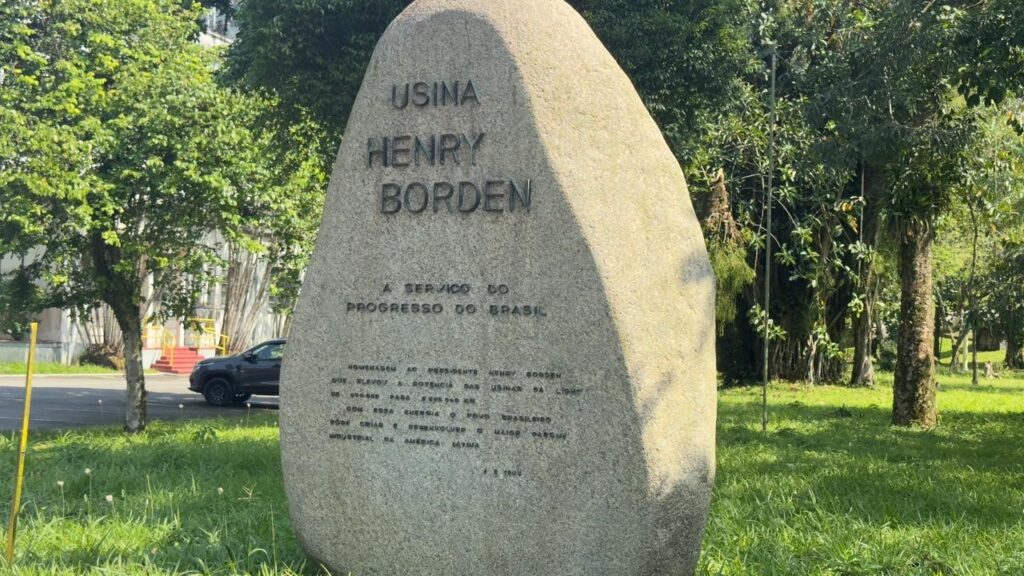 USINA
HENRY
BORDEN
A SERVIÇO DO
PROGRESSO DO BRASIL
HOMENAGEM AO PRESIDENTE HENRY BORDEN
QUE ELEVOU A POTENCIA DAS USINAS DA LIGHT
DE PARA KW
COM ESSA ENERGIA O POVO BRASILEIRO
PÔDE CRIAR E DESENVOLVER O MAIOR PARQUE
INDUSTRIAL DA AMÉRICA LATINA